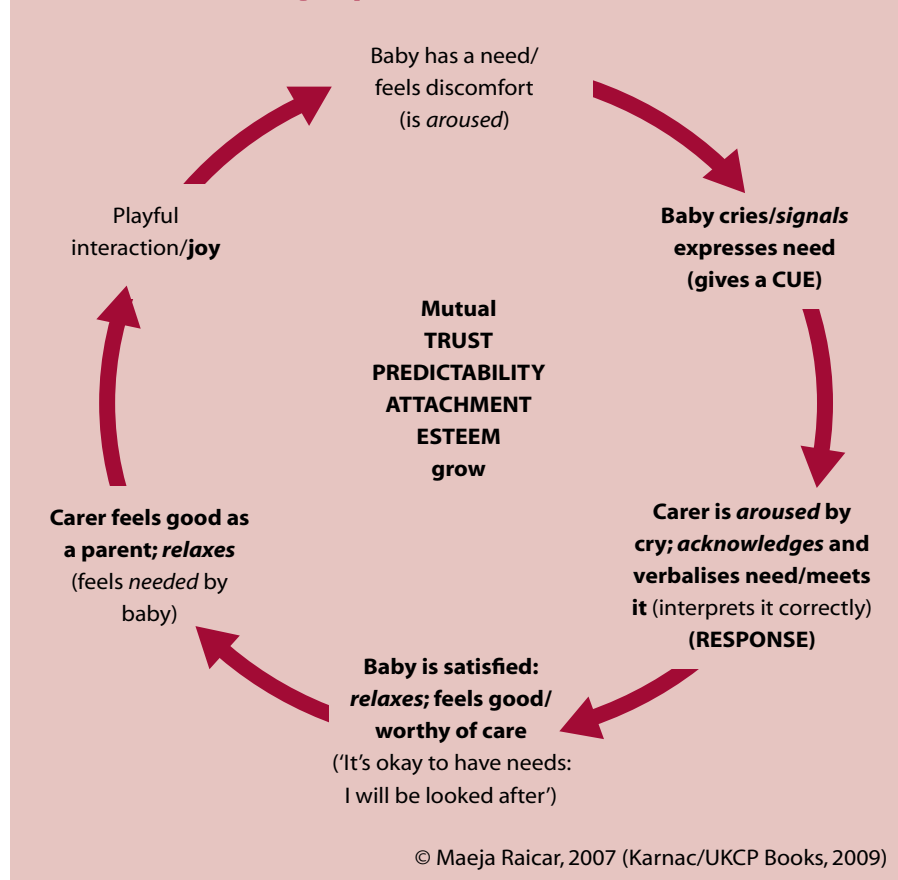 Baby has a need/
feels discomfort
(is aroused)
Baby cries/signals
expresses need
(gives a CUE)
Carer is aroused by
cry; acknowledges and
verbalises need/meets
it (interprets it correctly)
(RESPONSE)
Baby is satisfied:
relaxes; feels good/
worthy of care
(‘It’s okay to have needs:
I will be looked after’)
Carer feels good as
a parent; relaxes
(feels needed by
baby)
Playful
interaction/joy
Mutual
TRUST
PREDICTABILITY
ATTACHMENT
ESTEEM
grow
© Maeja Raicar, 2007 (Karnac/UKCP Books, 2009)